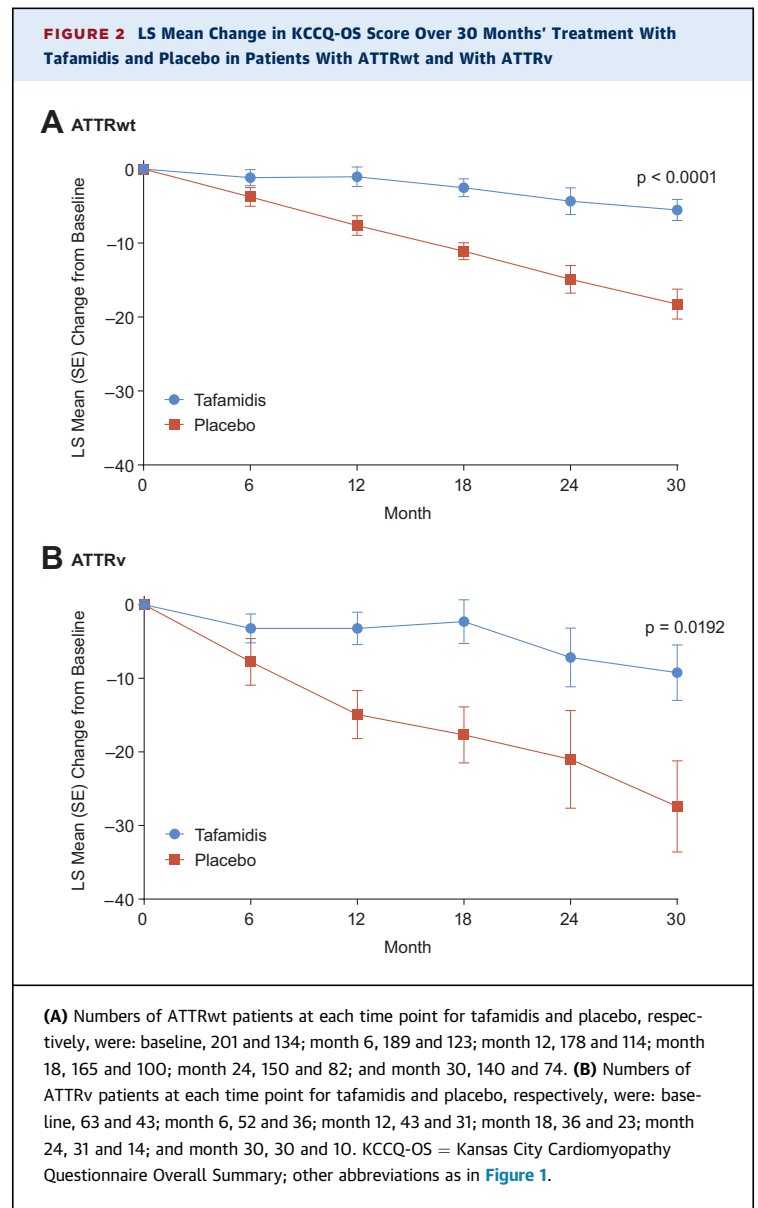 FIGURE 2 LS Mean Change in KCCQ-OS Score Over 30 Months’ Treatment With
Tafamidis and Placebo in Patients With ATTRwt and With ATTRv
A ATTRwt
LS Mean (SE) Change from Baseline
0
–10
–20
–30
–40
p < 0.0001
Tafamidis
Placebo
0 6 12 18 24 30
Month
B ATTRv
LS Mean (SE) Change from Baseline
0
–10
–20
–30
–40
p = 0.0192
Tafamidis
Placebo
0 6 12 18 24 30
Month
(A) Numbers of ATTRwt patients at each time point for tafamidis and placebo, respec-
tively, were: baseline, 201 and 134; month 6, 189 and 123; month 12, 178 and 114; month
18, 165 and 100; month 24, 150 and 82; and month 30, 140 and 74. (B) Numbers of
ATTRv patients at each time point for tafamidis and placebo, respectively, were: base-
line, 63 and 43; month 6, 52 and 36; month 12, 43 and 31; month 18, 36 and 23; month
24, 31 and 14; and month 30, 30 and 10. KCCQ-OS = Kansas City Cardiomyopathy
Questionnaire Overall Summary; other abbreviations as in Figure 1.